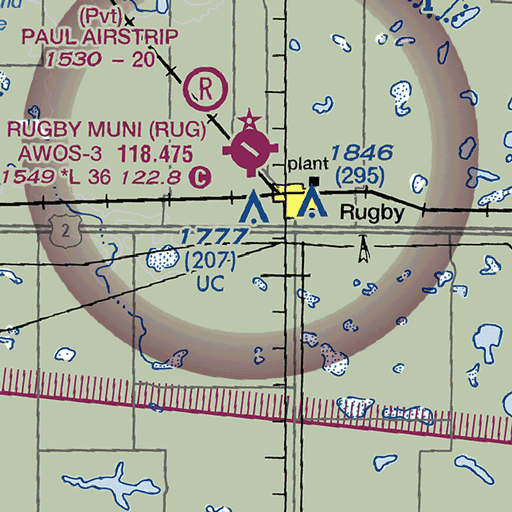 (Pvt)
PAUL AIRSTRIP
1530 - 20
R
RUGBY MUNI (RUG)
AWOS-3 118.475
1549 *L 36 122.8 C
plant
1846
(295)
Rugby
2
1777
(207)
UC